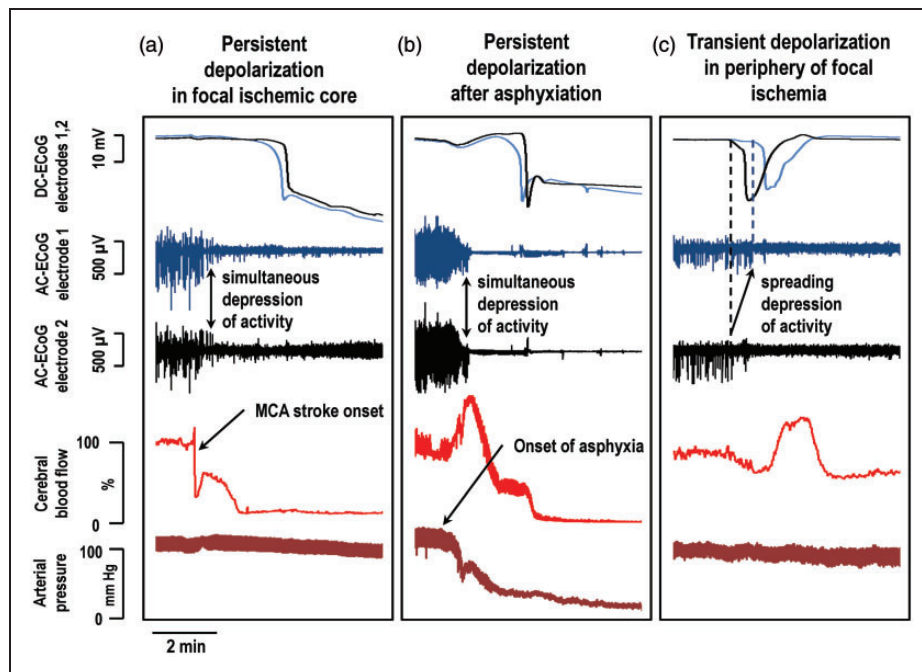 (a) Persistent
depolarization
in focal ischemic core
(b) Persistent
depolarization
after asphyxiation
(c) Transient depolarization
in periphery of focal
ischemia
DC-ECoG
electrodes 1,2
10 mV
AC-ECoG
electrode 1
500 µV
simultaneous
depression
of activity
simultaneous
depression
of activity
spreading
depression
of activity
AC-ECoG
electrode 2
500 µV
MCA stroke onset
Onset of asphyxia
Cerebral
blood flow
%
100
0
Arterial
pressure
mm Hg
100
0
2 min